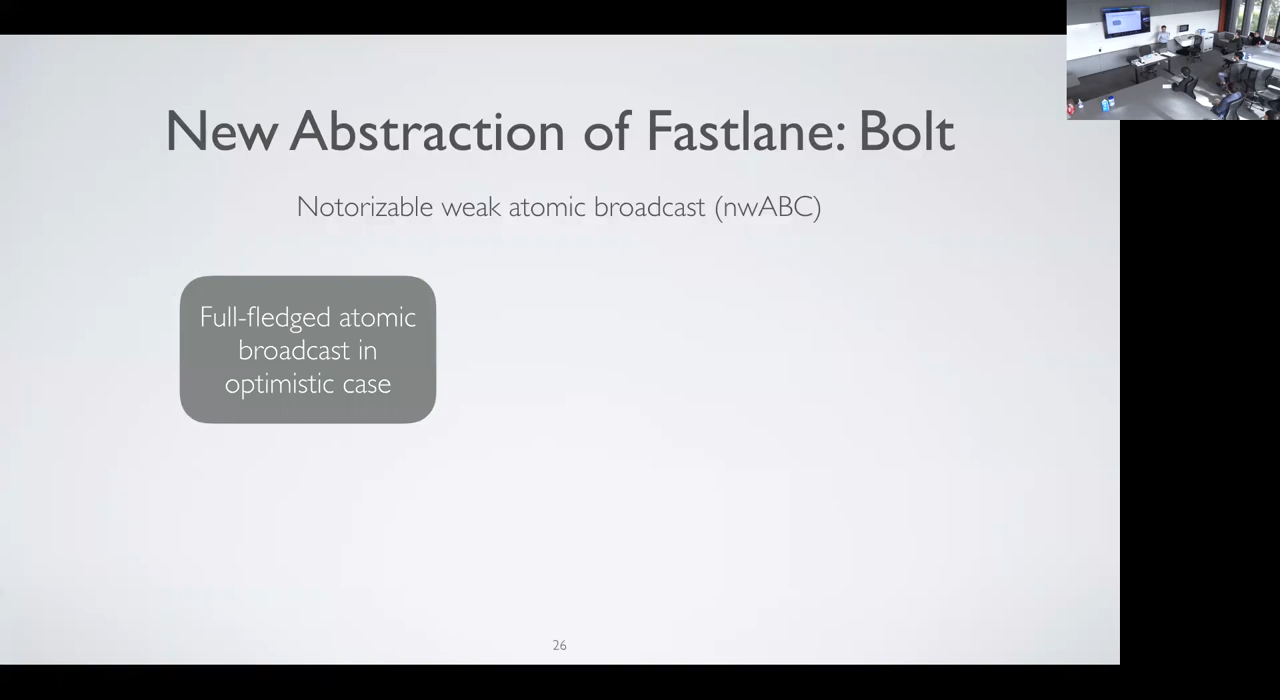 New Abstraction of Fastlane: Bolt
Notorizable weak atomic broadcast (nwABC)
Full-fledged atomic
broadcast in
optimistic case
26